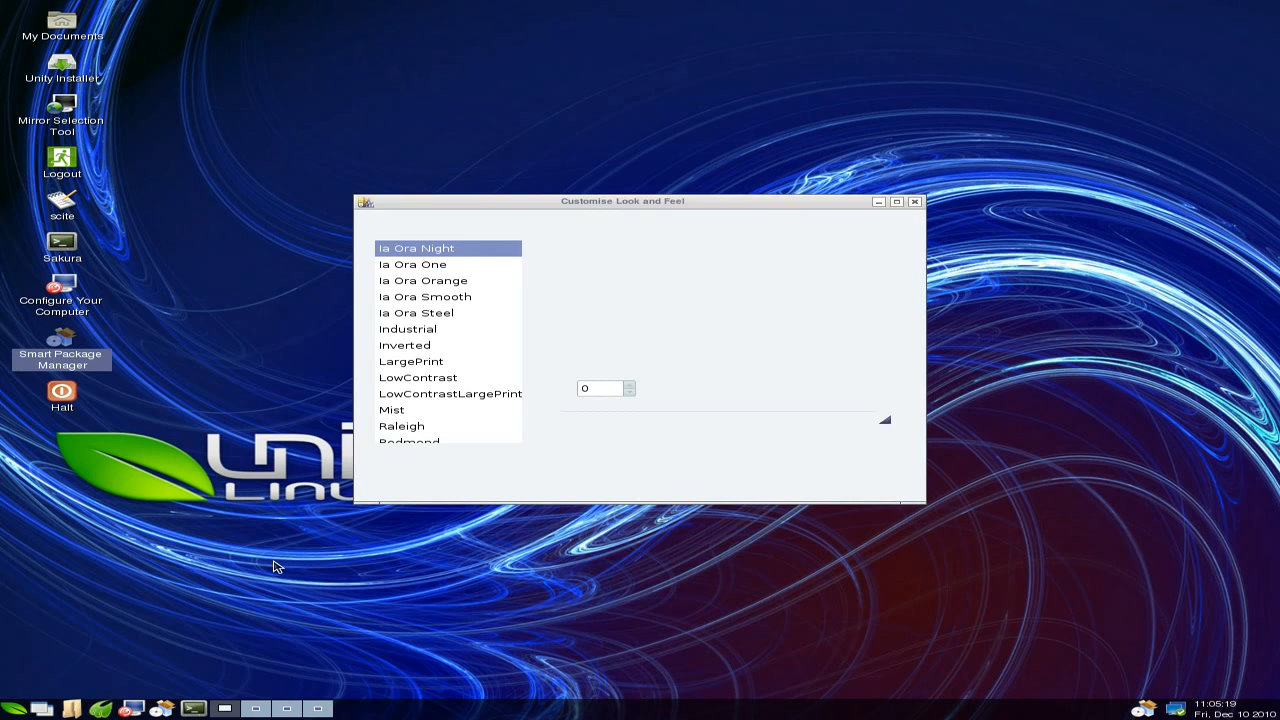 My Documents
Unity Installer
Mirror Selection
Tool
Logout
scite
Sakura
Configure Your
Computer
Smart Package
Manager
Halt
Customise Look and Feel
Ia Ora Night
Ia Ora One
Ia Ora Orange
Ia Ora Smooth
Ia Ora Steel
Industrial
Inverted
LargePrint
LowContrast
LowContrastLargePrint
Mist
Raleigh
Redmond
0
11:05:19
Fri, Dec 10 2010